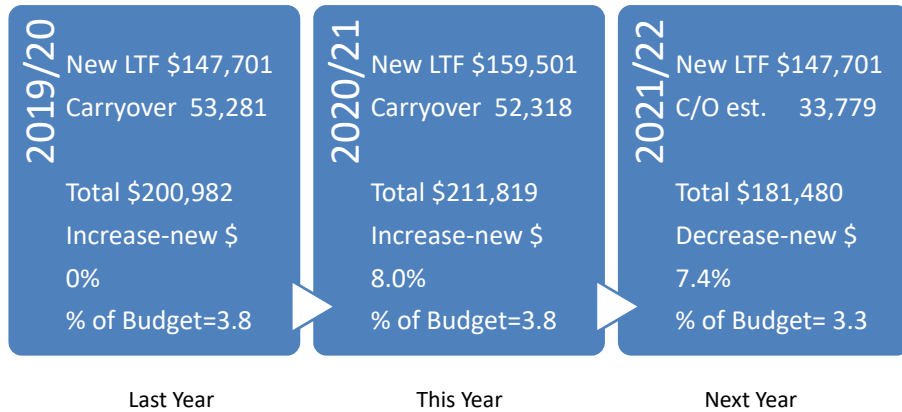 2019/20
New LTF $147,701
Carryover 53,281
Total $200,982
Increase-new $
0%
% of Budget=3.8
2020/21
New LTF $159,501
Carryover 52,318
Total $211,819
Increase-new $
8.0%
% of Budget=3.8
2021/22
New LTF $147,701
C/O est. 33,779
Total $181,480
Decrease-new $
7.4%
% of Budget= 3.3
Last Year
This Year
Next Year